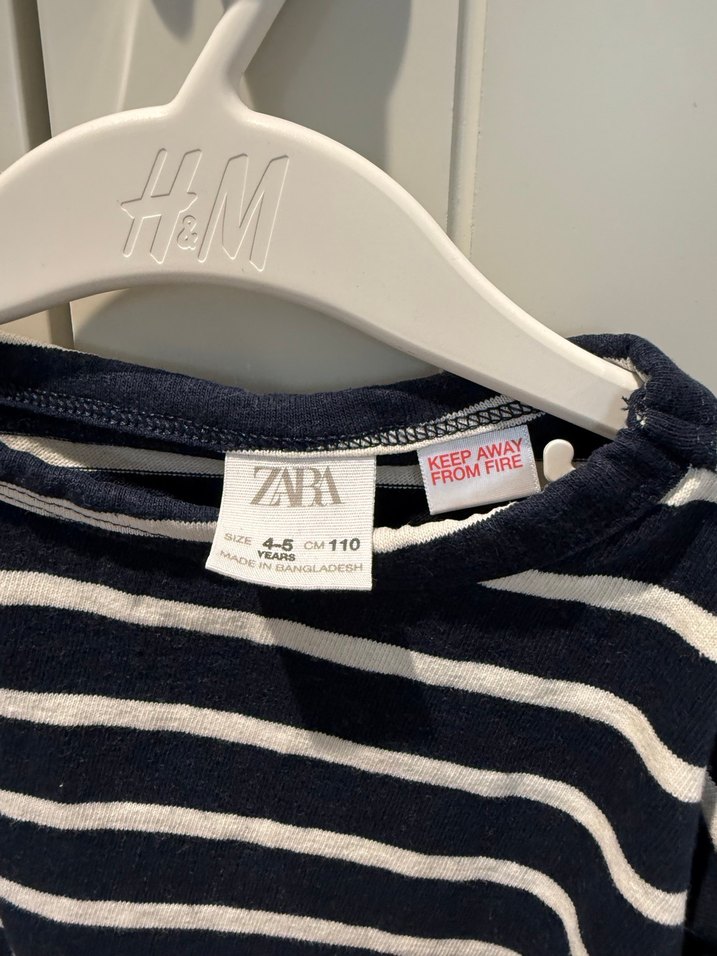 H&M
ZARA
SIZE 4-5 YEARS CM 110
MADE IN BANGLADESH
KEEP AWAY
FROM FIRE